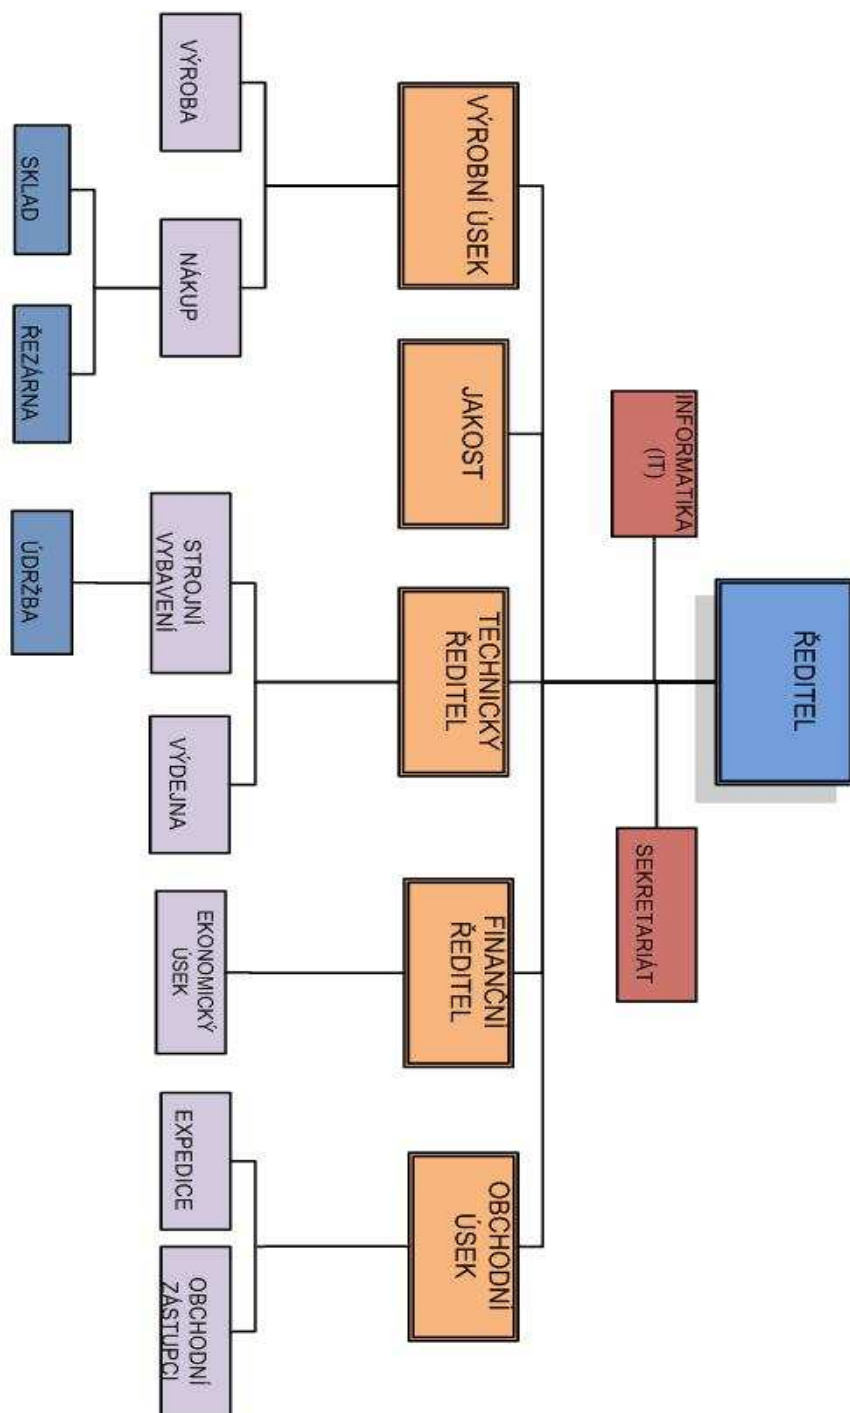 ŘEDITEL
INFORMATIKA
(IT)
SEKRETARIÁT
VÝROBNÍ ÚSEK
JAKOST
TECHNICKÝ
ŘEDITEL
FINANČNÍ
ŘEDITEL
OBCHODNÍ
ÚSEK
VÝROBA
NÁKUP
STROJNÍ
VYBAVENÍ
VÝDEJNA
EKONOMICKÝ
ÚSEK
EXPEDICE
OBCHODNÍ
ZÁSTUPCI
SKLAD
ŘEZÁRNA
ÚDRŽBA